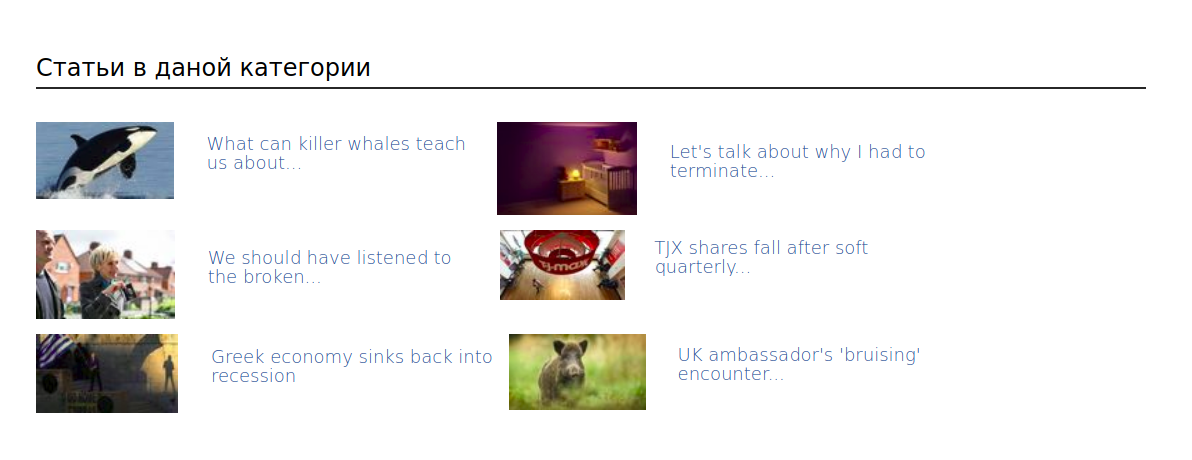 Статьи в даной категории
What can killer whales teach
us about...
Let's talk about why I had to
terminate...
We should have listened to
the broken...
TJX shares fall after soft
quarterly...
T·J·maxx
Greek economy sinks back into
recession
UK ambassador's 'bruising'
encounter...